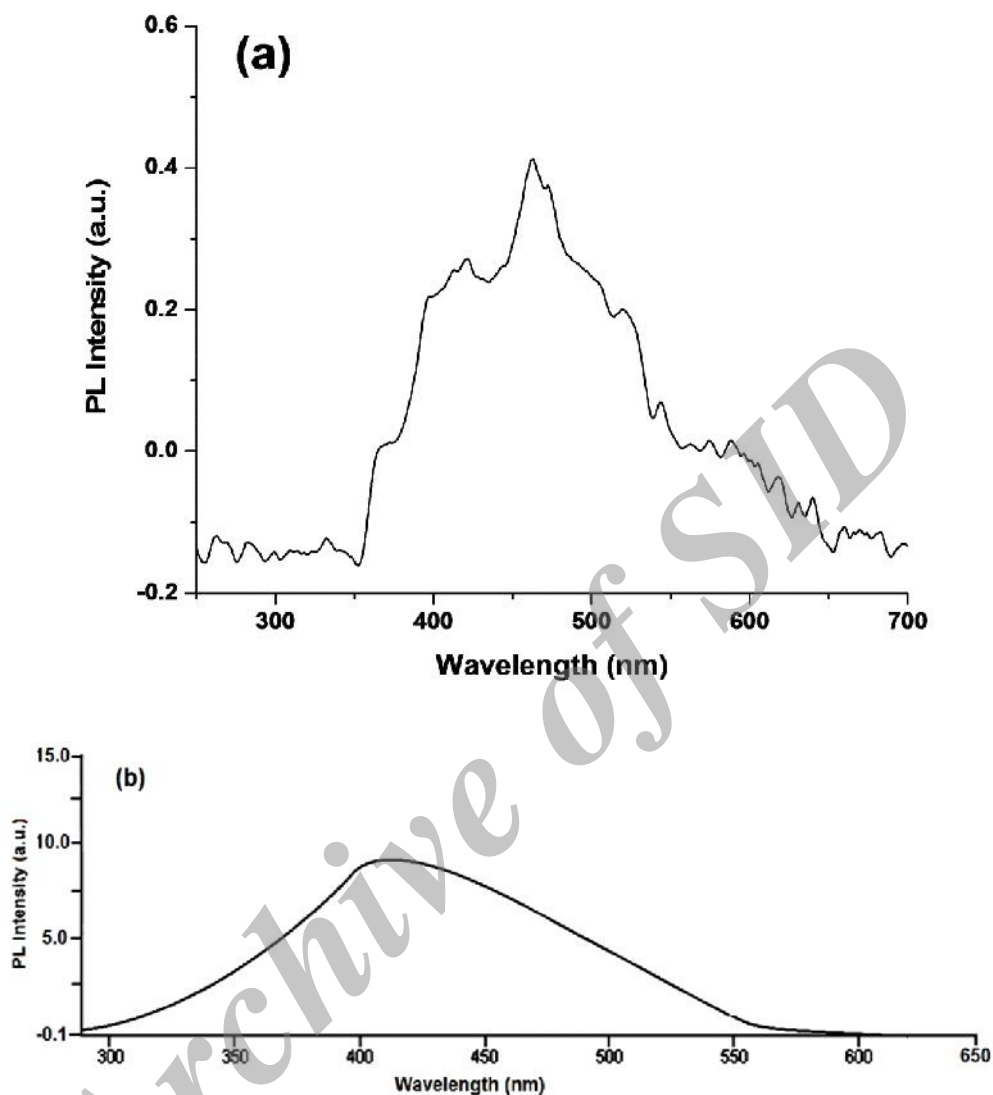 (a)
PL Intensity (a.u.)
0.6
0.4
0.2
0.0
-0.2
300 400 500 600 700
Wavelength (nm)
(b)
PL Intensity (a.u.)
15.0
10.0
5.0
-0.1
300 350 400 450 500 550 600 650
Wavelength (nm)
Archive of SID